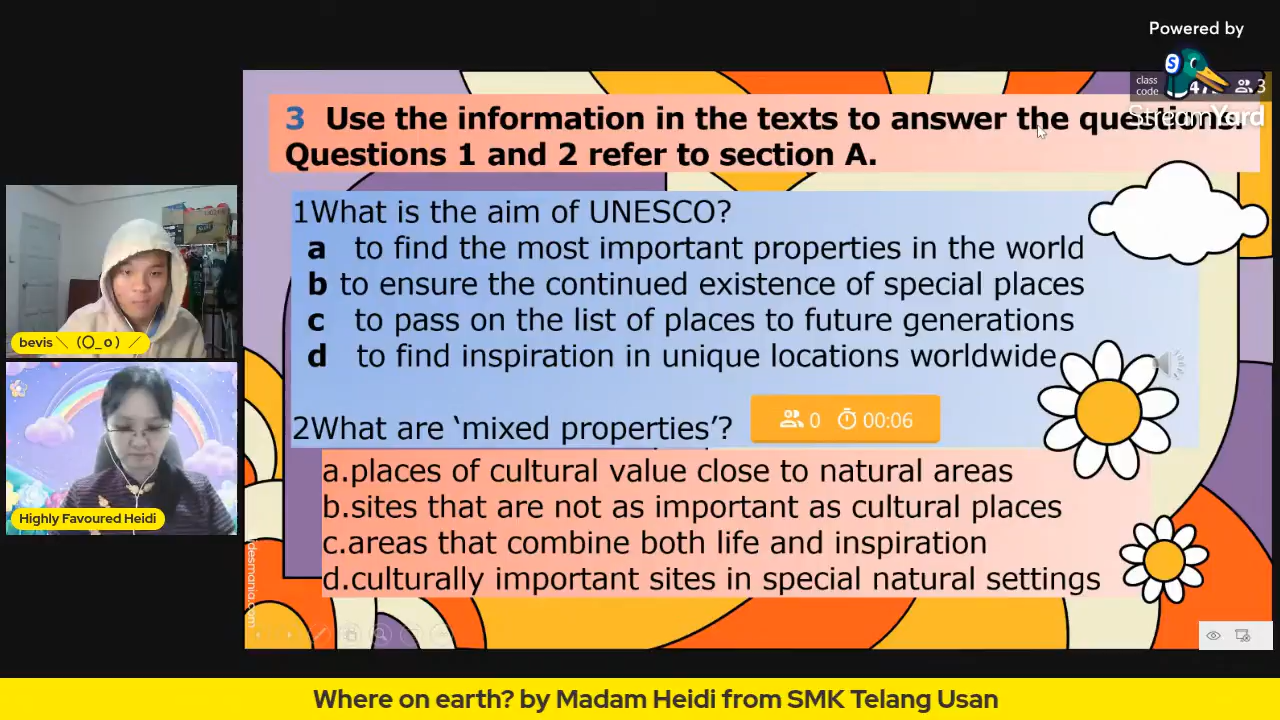 Powered by
class
code
3
StreamYard
3 Use the information in the texts to answer the questions.
Questions 1 and 2 refer to section A.
1What is the aim of UNESCO?
a to find the most important properties in the world
b to ensure the continued existence of special places
c to pass on the list of places to future generations
d to find inspiration in unique locations worldwide
2What are ‘mixed properties’?
0 00:06
a.places of cultural value close to natural areas
b.sites that are not as important as cultural places
c.areas that combine both life and inspiration
d.culturally important sites in special natural settings
bevis ＼（〇_ｏ）／
Highly Favoured Heidi
desmania.com
Where on earth? by Madam Heidi from SMK Telang Usan